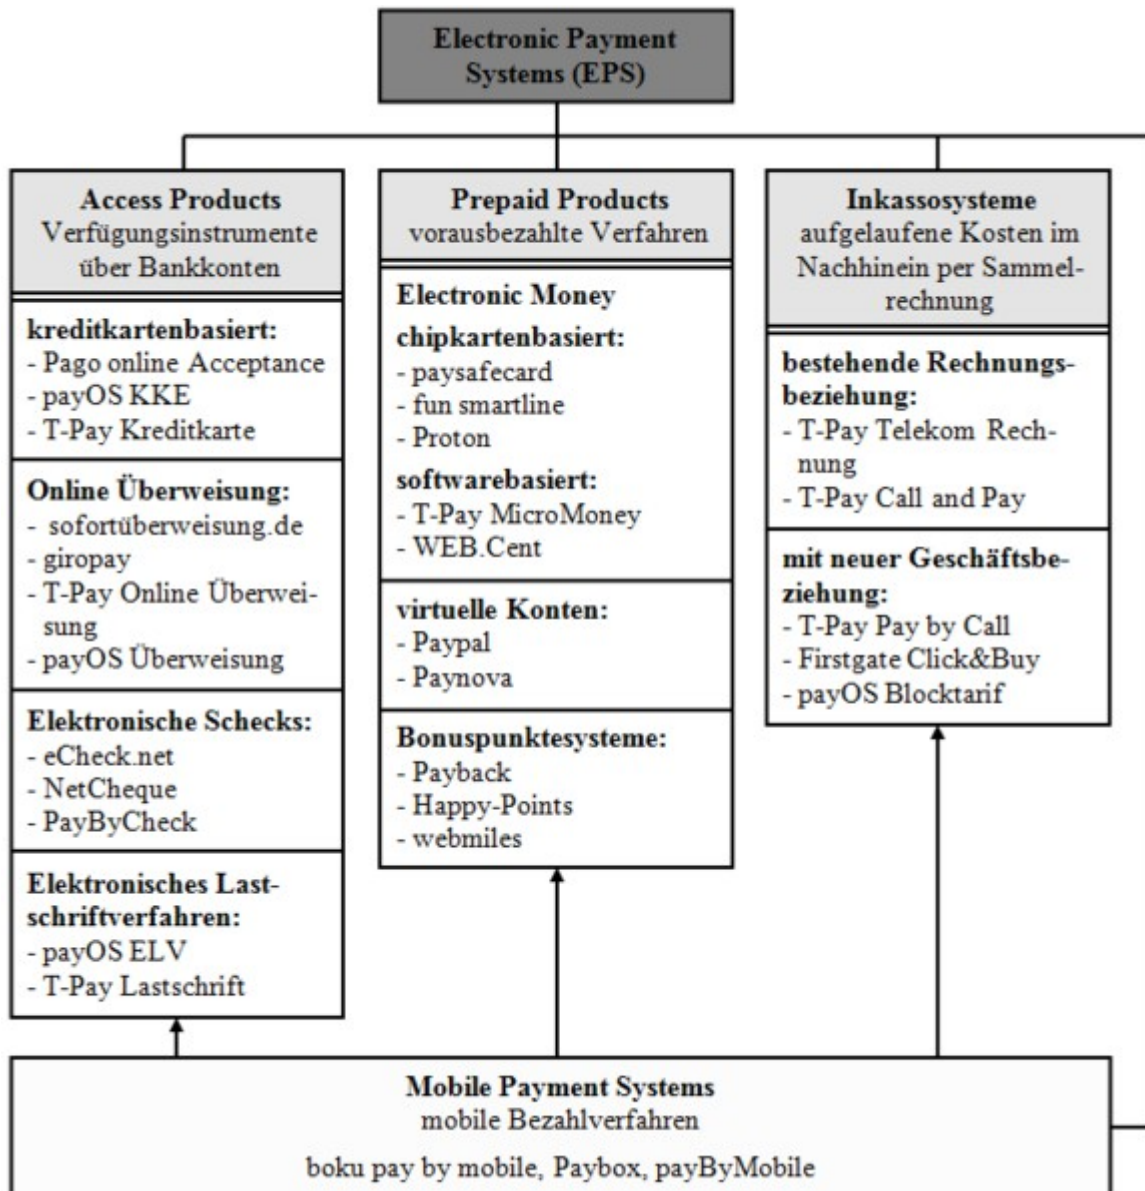 Electronic Payment
Systems (EPS)
Access Products
Verfügungsinstrumente
über Bankkonten
kreditkartenbasiert:
- Pago online Acceptance
- payOS KKE
- T-Pay Kreditkarte
Online Überweisung:
- sofortüberweisung.de
- giropay
- T-Pay Online Überwei-
sung
- payOS Überweisung
Elektronische Schecks:
- eCheck.net
- NetCheque
- PayByCheck
Elektronisches Last-
schriftverfahren:
- payOS ELV
- T-Pay Lastschrift
Prepaid Products
vorausbezahlte Verfahren
Electronic Money
chipkartenbasiert:
- paysafecard
- fun smartline
- Proton
softwarebasiert:
- T-Pay MicroMoney
- WEB.Cent
virtuelle Konten:
- Paypal
- Paynova
Bonuspunktesysteme:
- Payback
- Happy-Points
- webmiles
Inkassosysteme
aufgelaufene Kosten im
Nachhinein per Sammel-
rechnung
bestehende Rechnungs-
beziehung:
- T-Pay Telekom Rech-
nung
- T-Pay Call and Pay
mit neuer Geschäftsbe-
ziehung:
- T-Pay Pay by Call
- Firstgate Click&Buy
- payOS Blocktarif
Mobile Payment Systems
mobile Bezahlverfahren
boku pay by mobile, Paybox, payByMobile